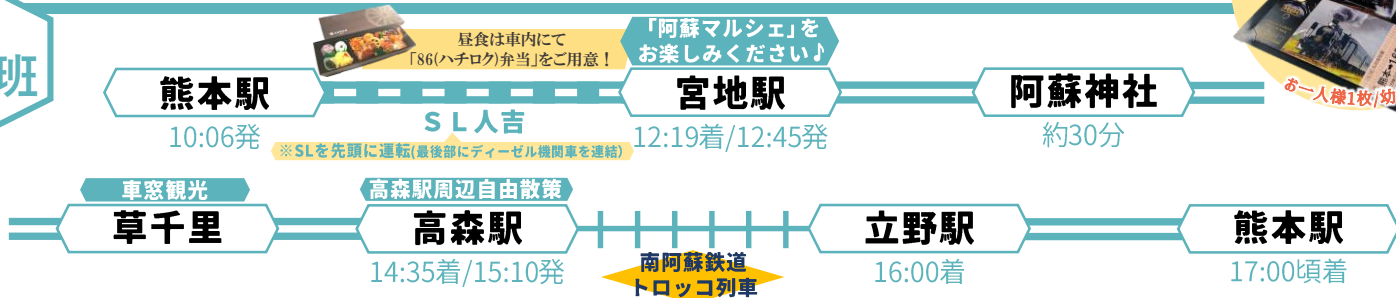 班
昼食は車内にて
「86(ハチロク)弁当」をご用意！
「阿蘇マルシェ」を
お楽しみください♪
熊本駅
宮地駅
阿蘇神社
お一人様1枚/幼
10:06発
SL人吉
12:19着/12:45発
約30分
※SLを先頭に運転(最後部にディーゼル機関車を連結)
車窓観光
高森駅周辺自由散策
草千里
高森駅
立野駅
熊本駅
14:35着/15:10発
南阿蘇鉄道
トロッコ列車
16:00着
17:00頃着